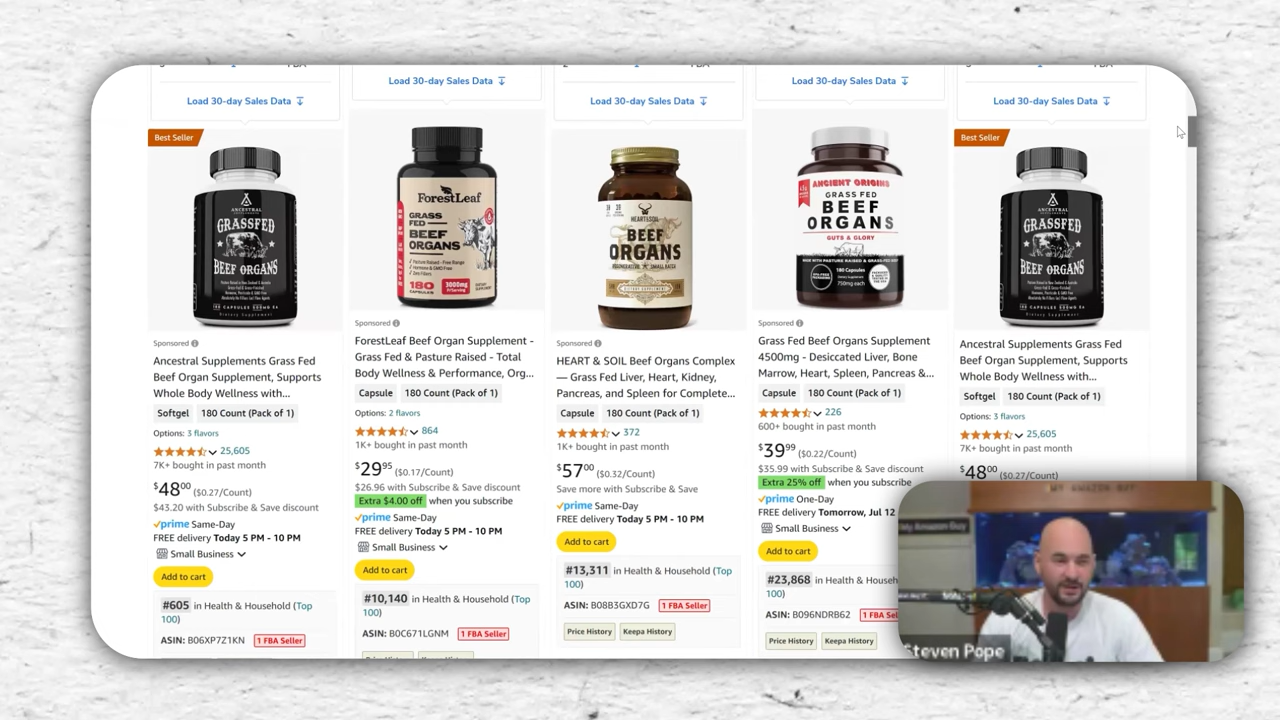 Load 30-day Sales Data
Best Seller
ANCESTRAL
GRASSFED
BEEF ORGANS
Sponsored
Ancestral Supplements Grass Fed
Beef Organ Supplement, Supports
Whole Body Wellness with...
Softgel 180 Count (Pack of 1)
Options: 3 flavors
25,605
7K+ bought in past month
$4800 ($0.27/Count)
$43.20 with Subscribe & Save discount
prime Same-Day
FREE delivery Today 5 PM - 10 PM
Small Business
Add to cart
#605 in Health & Household (Top
100)
ASIN: B06XP7Z1KN 1 FBA Seller
Load 30-day Sales Data
ForestLeaf
GRASS
FED
BEEF
ORGANS
180
CAPSULES
3000mg
Sponsored
ForestLeaf Beef Organ Supplement -
Grass Fed & Pasture Raised - Total
Body Wellness & Performance, Org...
Capsule 180 Count (Pack of 1)
Options: 2 flavors
864
1K+ bought in past month
$2995 ($0.17/Count)
$26.96 with Subscribe & Save discount
Extra $4.00 off when you subscribe
prime Same-Day
FREE delivery Today 5 PM - 10 PM
Small Business
Add to cart
#10,140 in Health & Household (Top
100)
ASIN: B0C671LGNM 1 FBA Seller
Load 30-day Sales Data
HEART & SOIL
BEEF
ORGANS
Sponsored
HEART & SOIL Beef Organs Complex
— Grass Fed Liver, Heart, Kidney,
Pancreas, and Spleen for Complete...
Capsule 180 Count (Pack of 1)
372
1K+ bought in past month
$5700 ($0.32/Count)
Save more with Subscribe & Save
prime Same-Day
FREE delivery Today 5 PM - 10 PM
Add to cart
#13,311 in Health & Household (Top
100)
ASIN: B08B3GXD7G 1 FBA Seller
Price History Keepa History
Load 30-day Sales Data
ANCIENT ORIGINS
GRASS FED
BEEF
ORGANS
GUTS & GLORY
180 Capsules
750mg each
Sponsored
Grass Fed Beef Organs Supplement
4500mg - Desiccated Liver, Bone
Marrow, Heart, Spleen, Pancreas &...
Capsule 180 Count (Pack of 1)
226
600+ bought in past month
$3999 ($0.22/Count)
$35.99 with Subscribe & Save discount
Extra 25% off when you subscribe
prime One-Day
FREE delivery Tomorrow, Jul 12
Small Business
Add to cart
#23,868 in Health & Househ
100)
ASIN: B096NDRB62 1 FBA Sel
Price History Keepa History
Load 30-day Sales Data
Best Seller
ANCESTRAL
GRASSFED
BEEF ORGANS
Sponsored
Ancestral Supplements Grass Fed
Beef Organ Supplement, Supports
Whole Body Wellness with...
Softgel 180 Count (Pack of 1)
Options: 3 flavors
25,605
7K+ bought in past month
$4800 ($0.27/Count)
Steven Pope